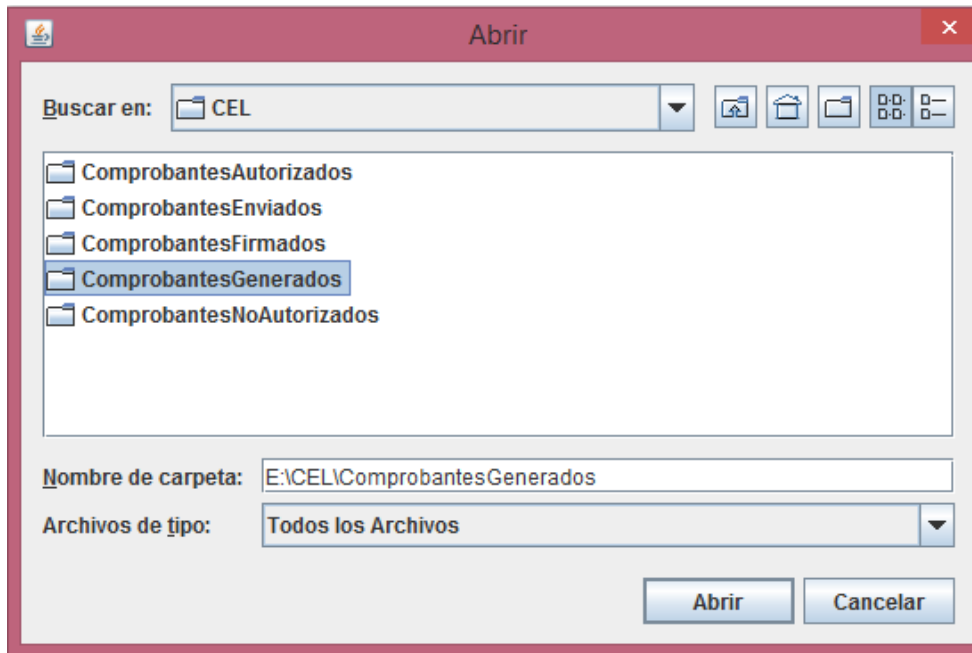 Abrir
Buscar en: CEL
ComprobantesAutorizados
ComprobantesEnviados
ComprobantesFirmados
ComprobantesGenerados
ComprobantesNoAutorizados
Nombre de carpeta: E:\CEL\ComprobantesGenerados
Archivos de tipo: Todos los Archivos
Abrir Cancelar